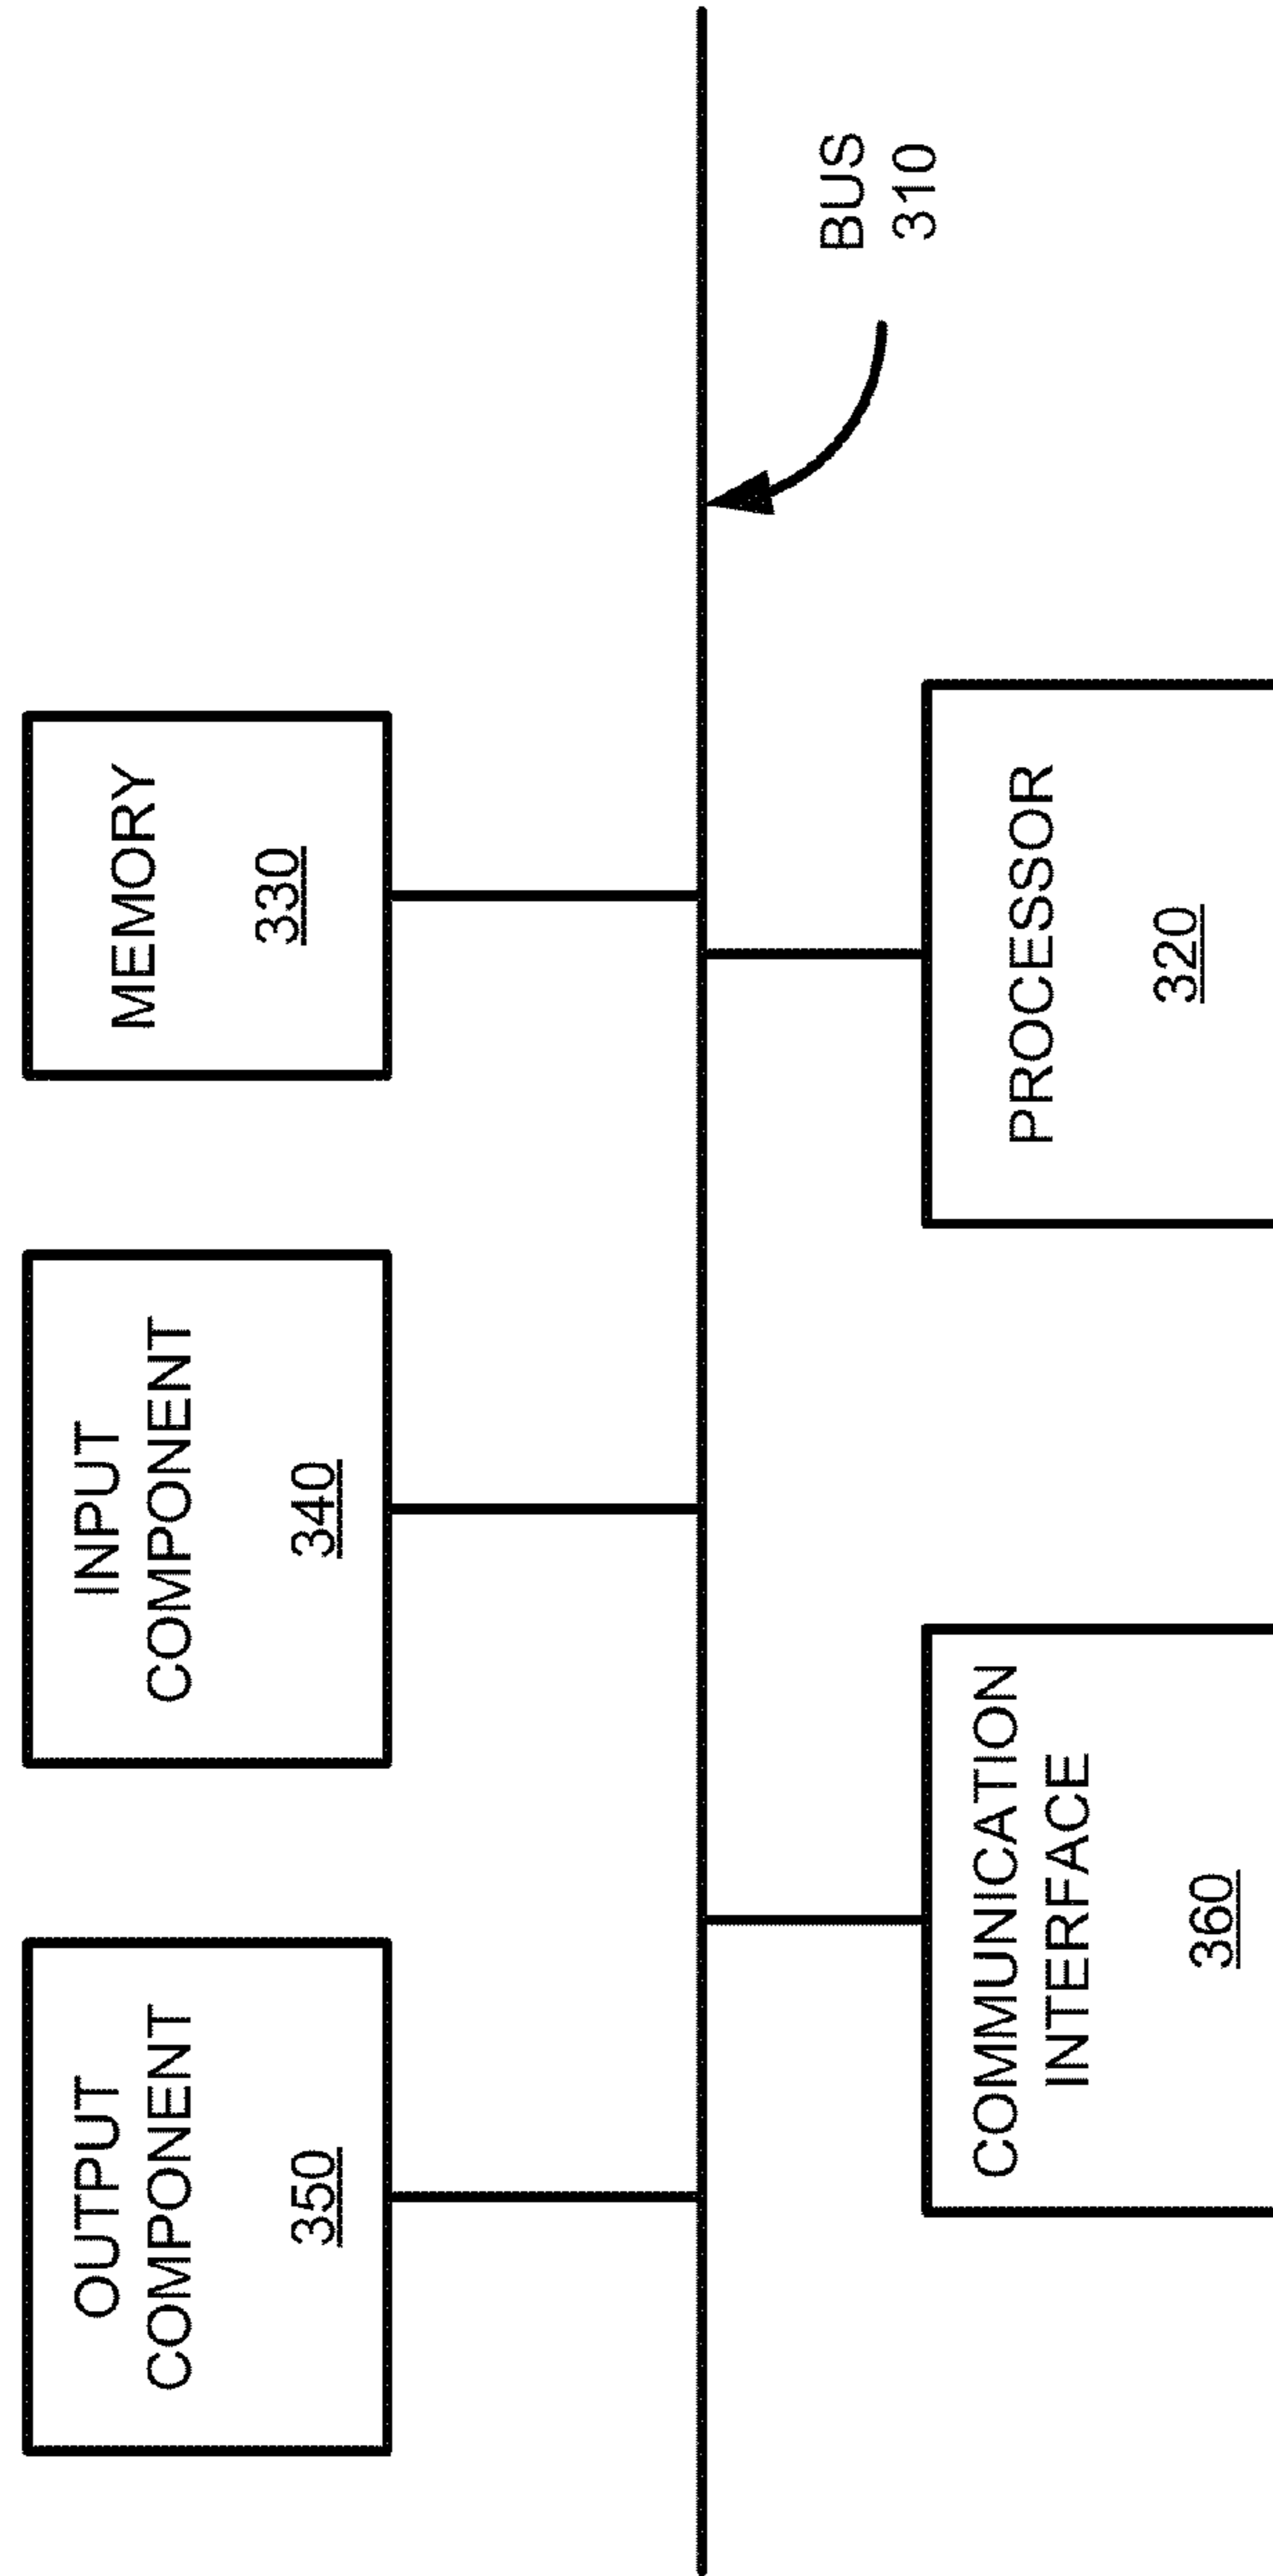 OUTPUT
COMPONENT
350
INPUT
COMPONENT
340
MEMORY
330
BUS
310
COMMUNICATION
INTERFACE
360
PROCESSOR
320